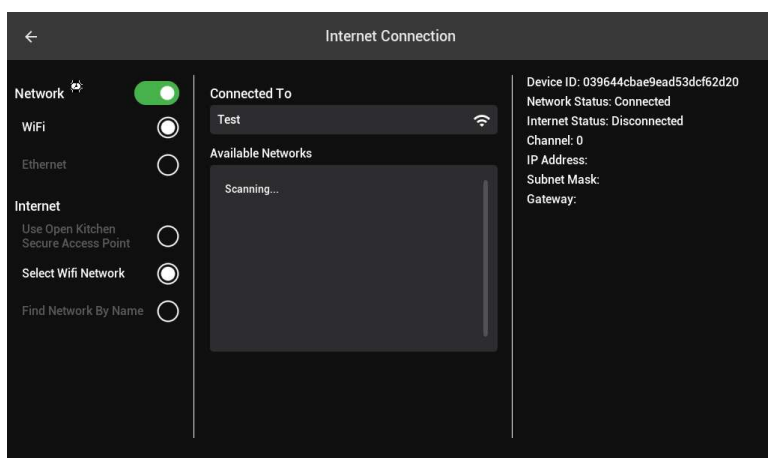 Internet Connection
Network
WiFi
Ethernet
Internet
Use Open Kitchen
Secure Access Point
Select Wifi Network
Find Network By Name
Connected To
Test
Available Networks
Scanning...
Device ID: 039644cbae9ead53dcf62d20
Network Status: Connected
Internet Status: Disconnected
Channel: 0
IP Address:
Subnet Mask:
Gateway: